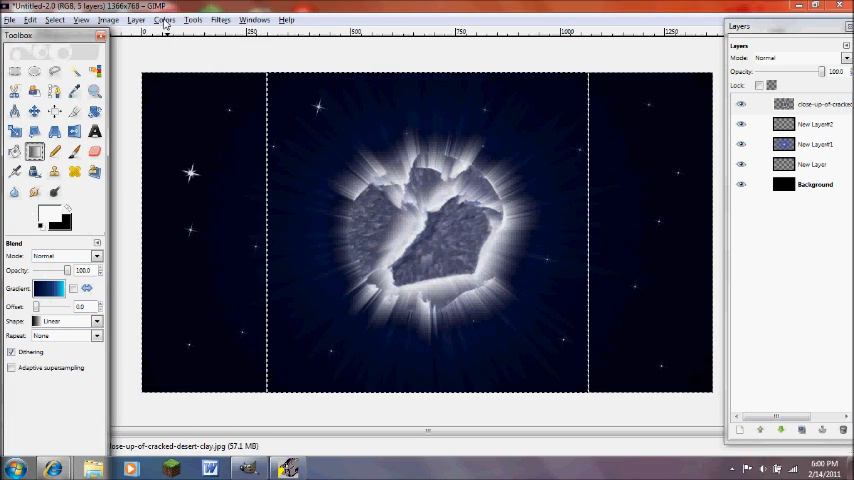 *Untitled-2.0 (RGB, 5 layers) 1366x768 – GIMP
File Edit Select View Image Layer Colors Tools Filters Windows Help
Toolbox
0 250 500 750 1000 1250
Layers
Layers
Mode: Normal
Opacity: 100.0
Lock:
close-up-of-cracked
New Layer#2
New Layer#1
New Layer
Background
Blend
Mode: Normal
Opacity: 100.0
Gradient:
Offset: 0.0
Shape: Linear
Repeat: None
Dithering
Adaptive supersampling
lose-up-of-cracked-desert-clay.jpg (57.1 MB)
6:00 PM
2/14/2011